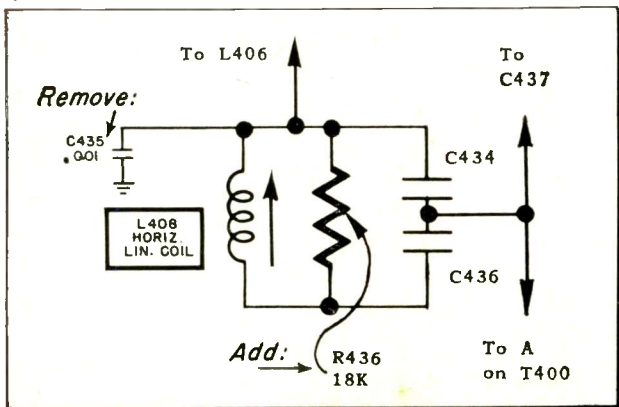 To L406
To
C437
Remove:
C435
.001
C434
L408
HORIZ.
LIN. COIL
C436
Add:
R436
18K
To A
on T400